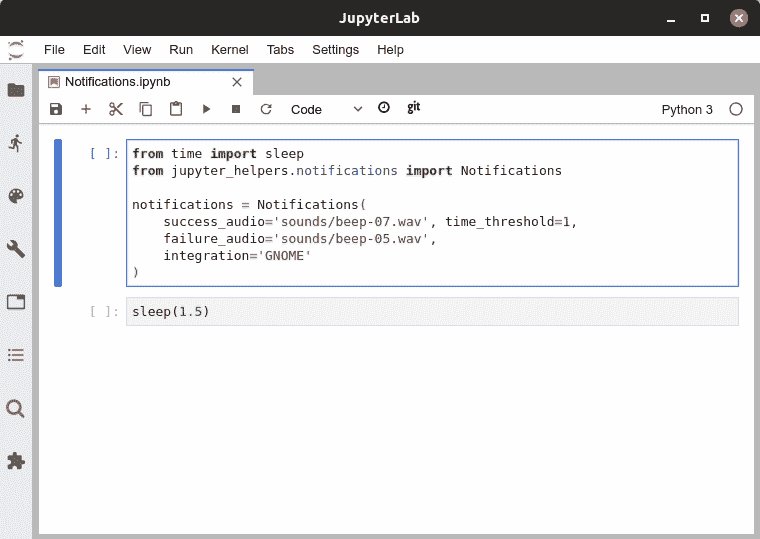 JupyterLab
File Edit View Run Kernel Tabs Settings Help
Notifications.ipynb
Code git Python 3
[ ]: from time import sleep
from jupyter_helpers.notifications import Notifications
notifications = Notifications(
    success_audio='sounds/beep-07.wav', time_threshold=1,
    failure_audio='sounds/beep-05.wav',
    integration='GNOME'
)
[ ]: sleep(1.5)